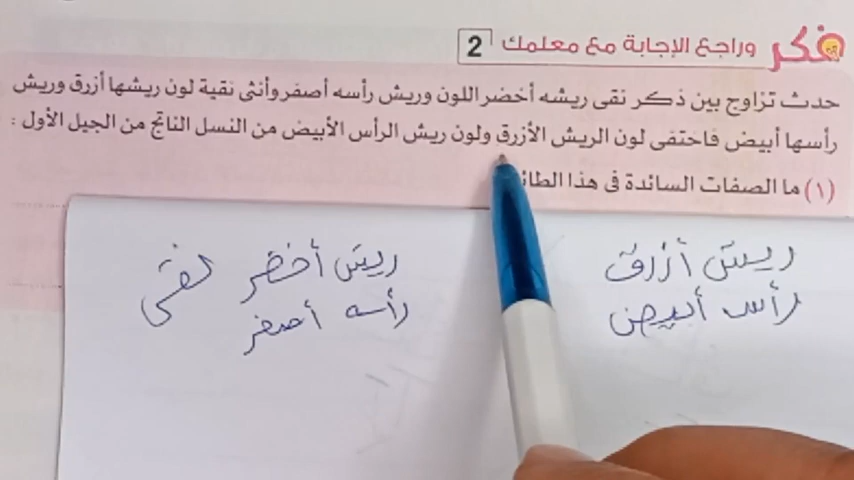 فكر وراجع الإجابة مع معلمك 2
حدث تزاوج بين ذكر نقى ريشه أخضر اللون وريش رأسه أصفر وأنثى نقية لون ريشها أزرق وريش
رأسها أبيض فاختفى لون الريش الأزرق ولون ريش الرأس الأبيض من النسل الناتج من الجيل الأول :
(١) ما الصفات السائدة فى هذا
ريش أزرق ريش أخضر نقى
رأس أبيض رأسه أصفر